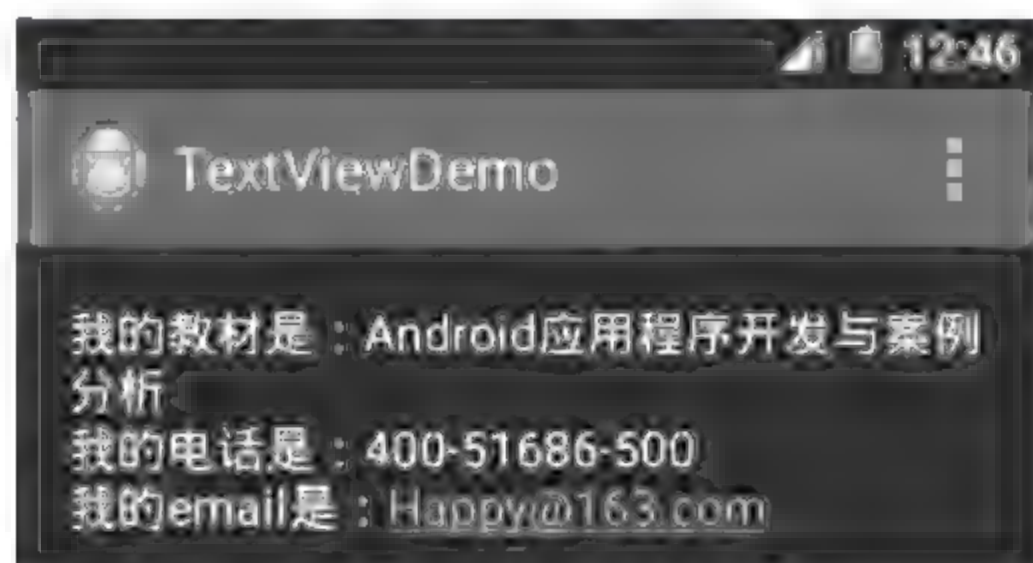 12:46
TextViewDemo
我的教材是：Android应用程序开发与案例
分析
我的电话是：400-51686-500
我的email是：Happy@163.com